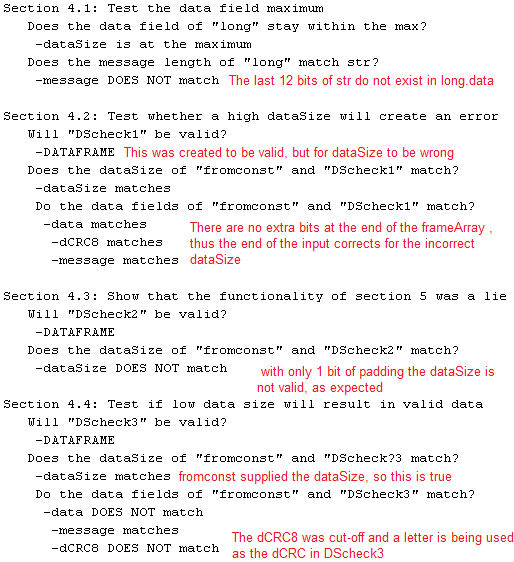 Section 4.1: Test the data field maximum
Does the data field of "long" stay within the max?
-dataSize is at the maximum
Does the message length of "long" match str?
-message DOES NOT match The last 12 bits of str do not exist in long.data
Section 4.2: Test whether a high dataSize will create an error
Will "DScheck1" be valid?
-DATAFRAME This was created to be valid, but for dataSize to be wrong
Does the dataSize of "fromconst" and "DScheck1" match?
-dataSize matches
Do the data fields of "fromconst" and "DScheck1" match?
-data matches
-dCRC8 matches
-message matches
There are no extra bits at the end of the frameArray ,
thus the end of the input corrects for the incorrect
dataSize
Section 4.3: Show that the functionality of section 5 was a lie
Will "DScheck2" be valid?
-DATAFRAME
Does the dataSize of "fromconst" and "DScheck2" match?
-dataSize DOES NOT match
with only 1 bit of padding the dataSize is
not valid, as expected
Section 4.4: Test if low data size will result in valid data
Will "DScheck3" be valid?
-DATAFRAME
Does the dataSize of "fromconst" and "DScheck?3 match?
-dataSize matches fromconst supplied the dataSize, so this is true
Do the data fields of "fromconst" and "DScheck3" match?
-data DOES NOT match
-message matches
-dCRC8 DOES NOT match
The dCRC8 was cut-off and a letter is being used
as the dCRC in DScheck3